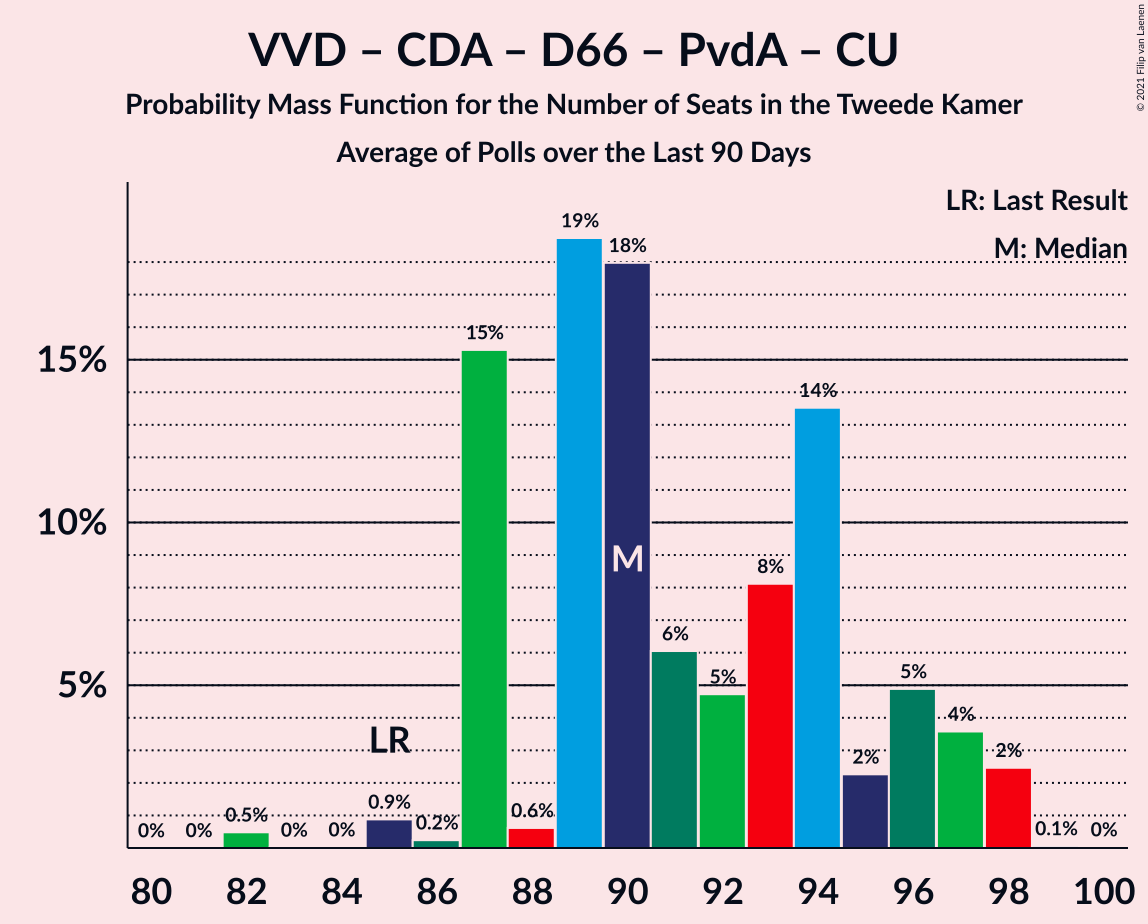 VVD – CDA – D66 – PvdA – CU
Probability Mass Function for the Number of Seats in the Tweede Kamer
Average of Polls over the Last 90 Days
© 2021 Filip van Laenen
LR: Last Result
M: Median
15%
10%
5%
0%
0%
0.5%
0%
0%
0.9%
0.2%
15%
0.6%
19%
18%
6%
5%
8%
14%
2%
5%
4%
2%
0.1%
0%
LR
M
80 82 84 86 88 90 92 94 96 98 100